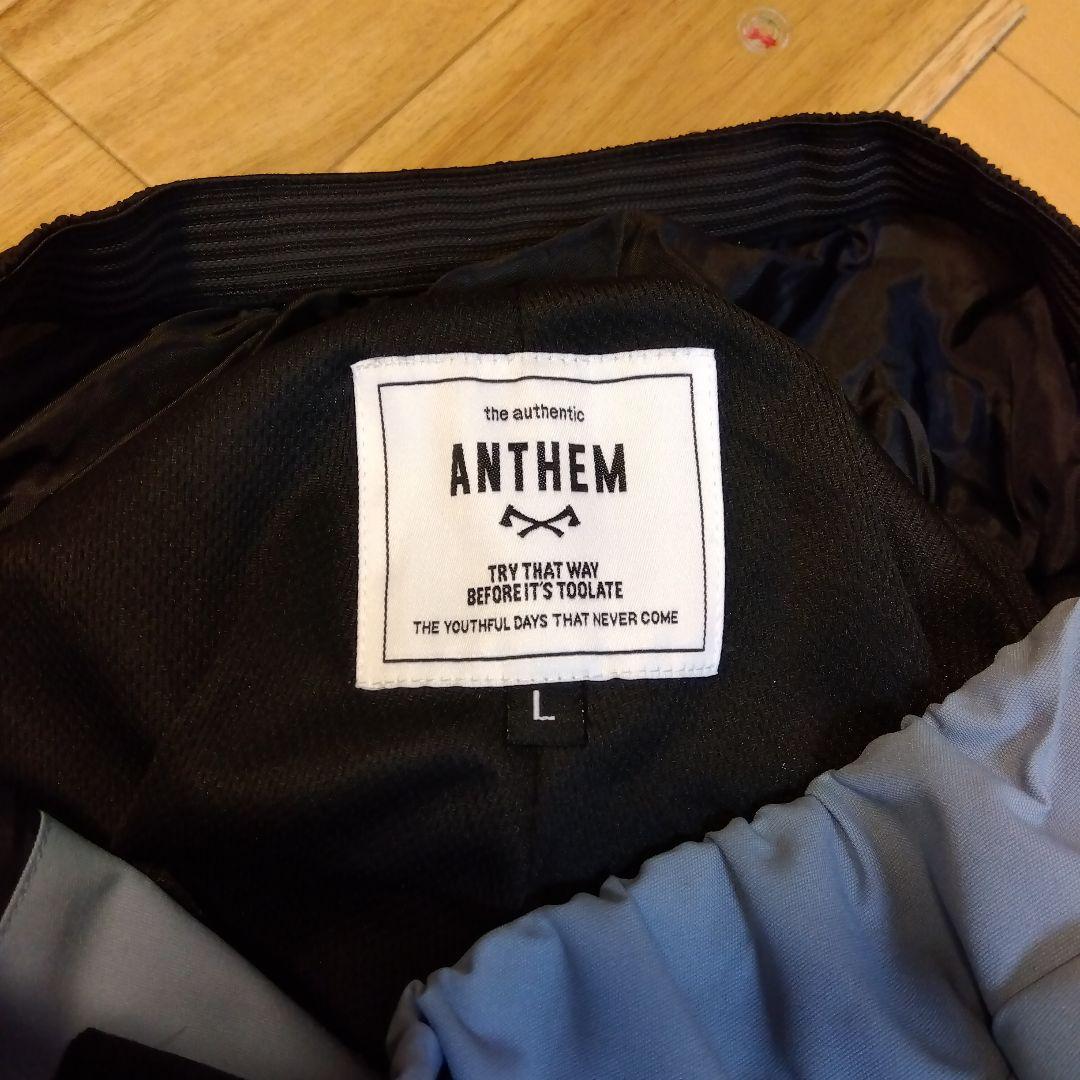 the authentic
ANTHEM
TRY THAT WAY
BEFORE IT'S TOOLATE
THE YOUTHFUL DAYS THAT NEVER COME
L